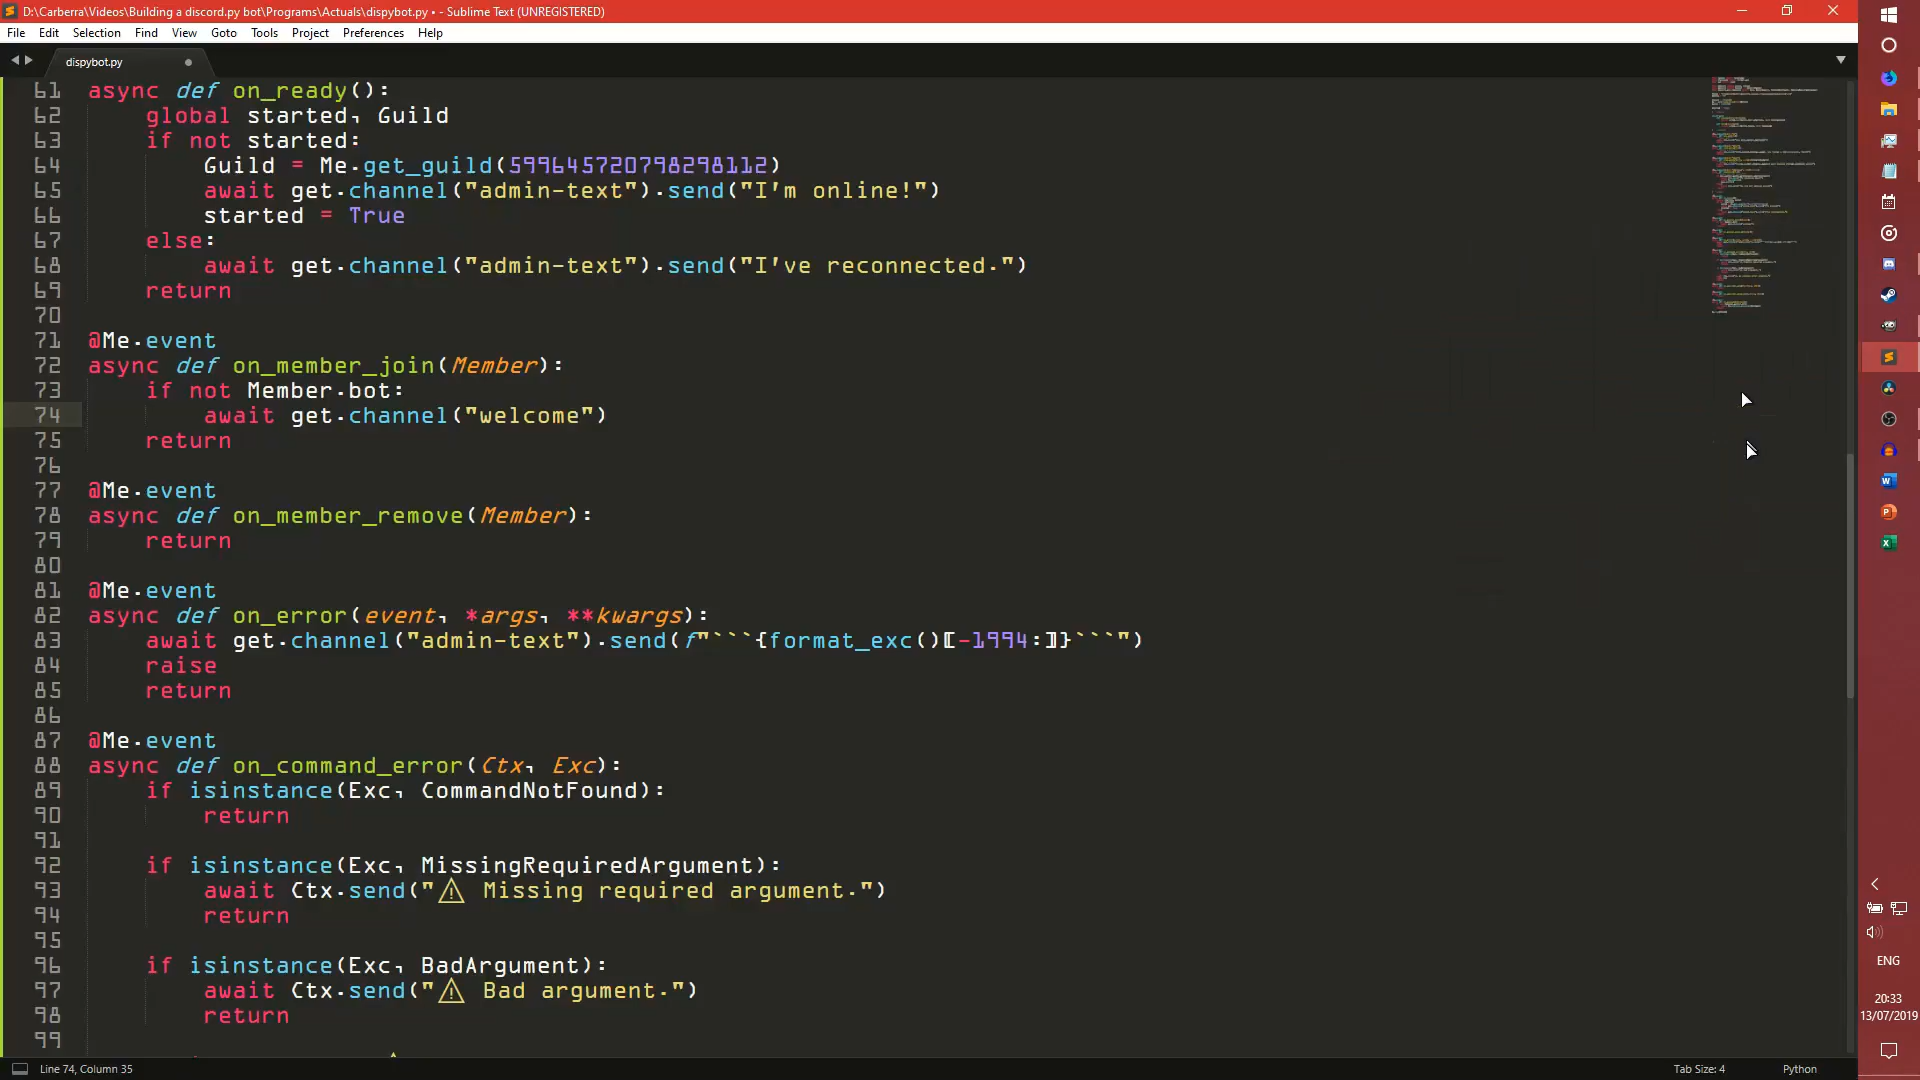 D:\Carberra\Videos\Building a discord.py bot\Programs\Actuals\dispybot.py • - Sublime Text (UNREGISTERED)
File Edit Selection Find View Goto Tools Project Preferences Help
dispybot.py
61 async def on_ready():
62 global started, Guild
63 if not started:
64 Guild = Me.get_guild(599645720798298112)
65 await get.channel("admin-text").send("I'm online!")
66 started = True
67 else:
68 await get.channel("admin-text").send("I've reconnected.")
69 return
70
71 @Me.event
72 async def on_member_join(Member):
73 if not Member.bot:
74 await get.channel("welcome")
75 return
76
77 @Me.event
78 async def on_member_remove(Member):
79 return
80
81 @Me.event
82 async def on_error(event, *args, **kwargs):
83 await get.channel("admin-text").send(f"```{format_exc()[-1994:]}```")
84 raise
85 return
86
87 @Me.event
88 async def on_command_error(Ctx, Exc):
89 if isinstance(Exc, CommandNotFound):
90 return
91
92 if isinstance(Exc, MissingRequiredArgument):
93 await Ctx.send("⚠ Missing required argument.")
94 return
95
96 if isinstance(Exc, BadArgument):
97 await Ctx.send("⚠ Bad argument.")
98 return
99
Line 74, Column 35
Tab Size: 4
Python
ENG
20:33
13/07/2019